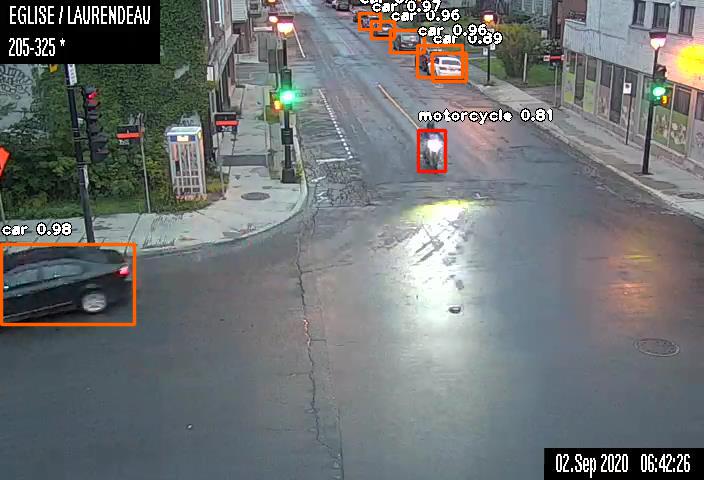 EGLISE / LAURENDEAU
205-325 *
car 0.97
car 0.96
car 0.96
car 0.89
motorcycle 0.81
car 0.98
02.Sep 2020 06:42:26